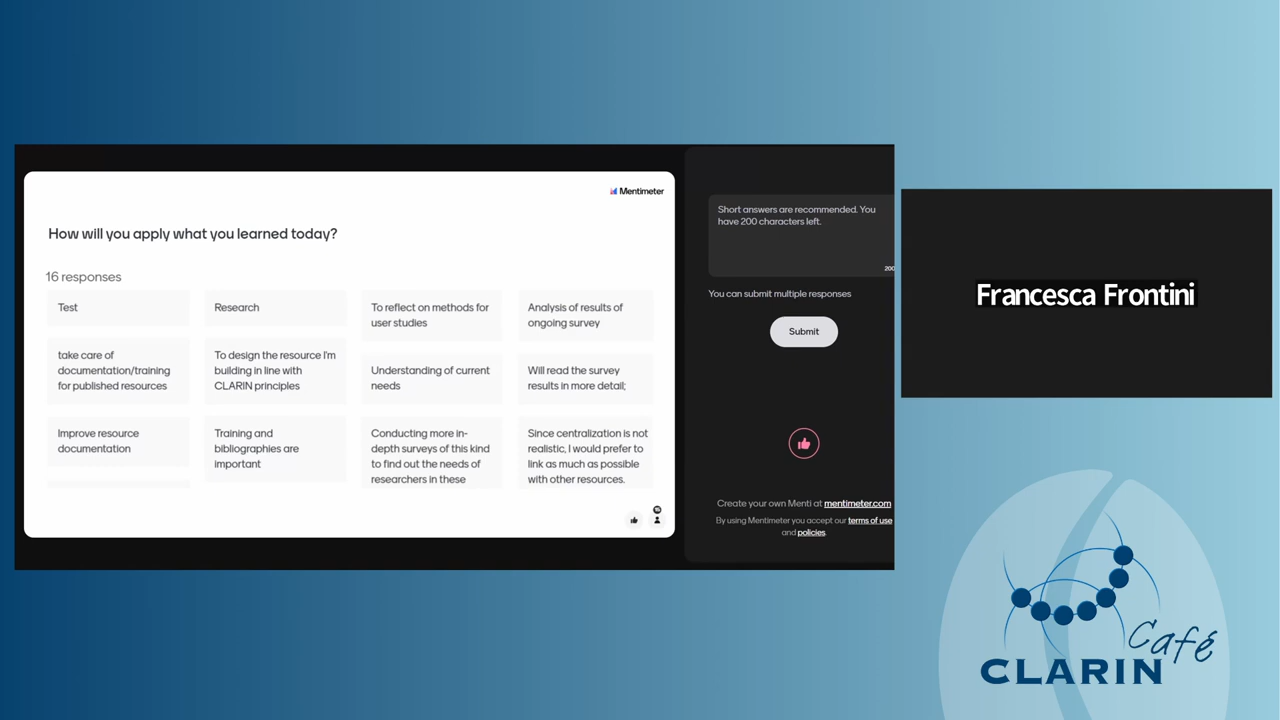 Mentimeter
How will you apply what you learned today?
16 responses
Test
Research
To reflect on methods for
user studies
Analysis of results of
ongoing survey
take care of
documentation/training
for published resources
To design the resource I'm
building in line with
CLARIN principles
Understanding of current
needs
Will read the survey
results in more detail;
Improve resource
documentation
Training and
bibliographies are
important
Conducting more in-
depth surveys of this kind
to find out the needs of
researchers in these
Since centralization is not
realistic, I would prefer to
link as much as possible
with other resources.
Short answers are recommended. You
have 200 characters left.
200
You can submit multiple responses
Submit
Create your own Menti at mentimeter.com
By using Mentimeter you accept our terms of use
and policies.
Francesca Frontini
Café
CLARIN